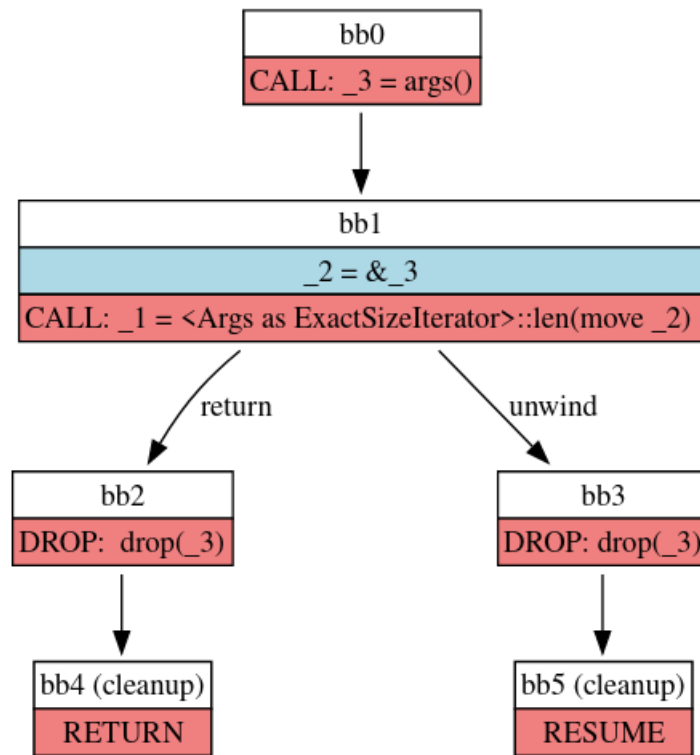 bb0
CALL: _3 = args()
bb1
_2 = &_3
CALL: _1 = <Args as ExactSizeIterator>::len(move _2)
return
unwind
bb2
DROP:  drop(_3)
bb3
DROP: drop(_3)
bb4 (cleanup)
RETURN
bb5 (cleanup)
RESUME